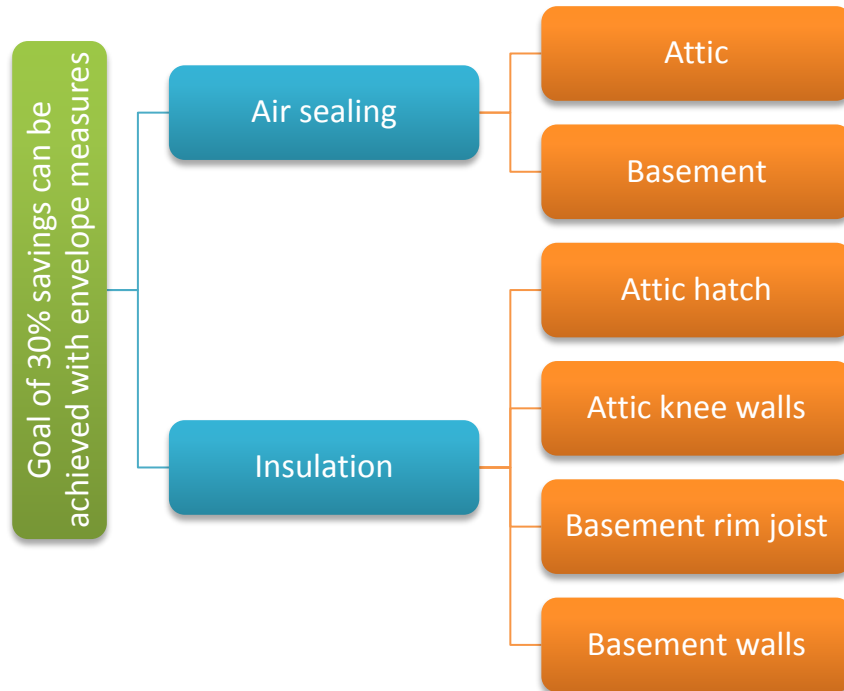 Goal of 30% savings can be
achieved with envelope measures
Air sealing
Attic
Basement
Insulation
Attic hatch
Attic knee walls
Basement rim joist
Basement walls